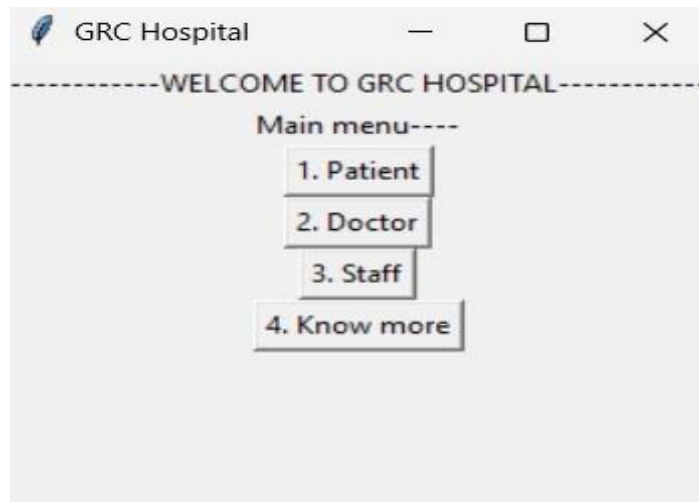 GRC Hospital
------------WELCOME TO GRC HOSPITAL------------
Main menu----
1. Patient
2. Doctor
3. Staff
4. Know more